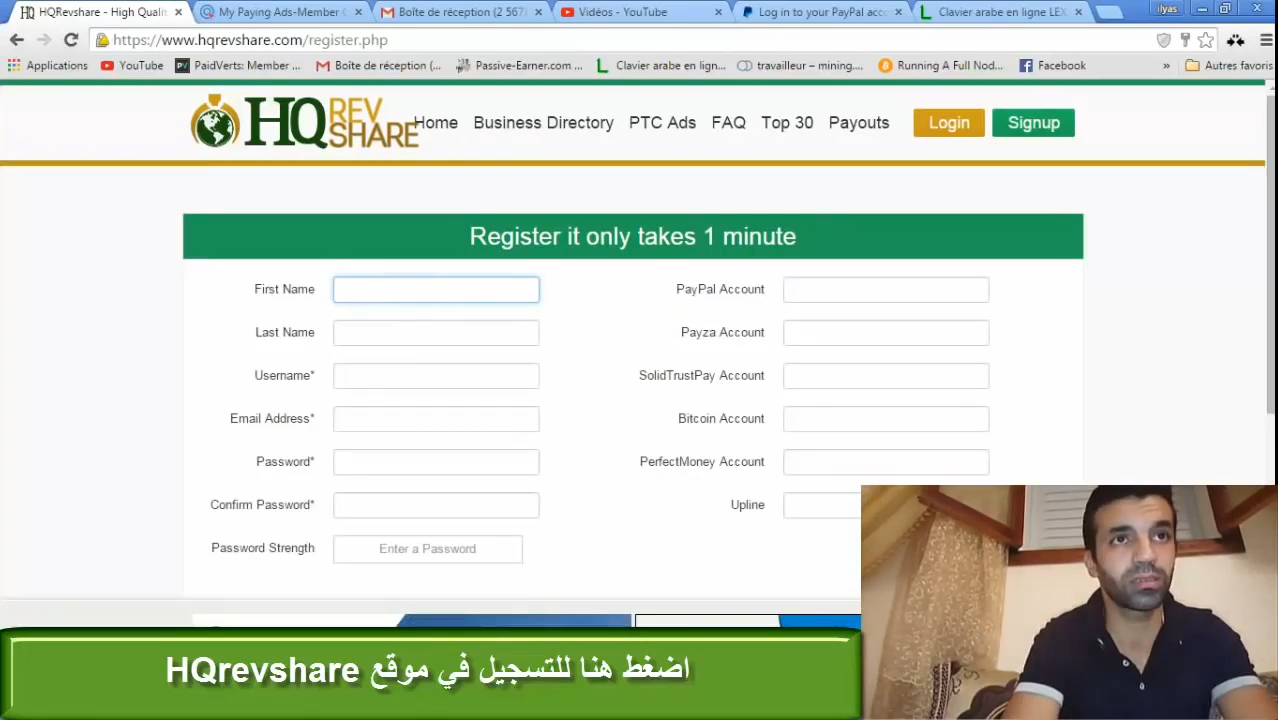 HQRevshare - High Quali
My Paying Ads-Member C
Boîte de réception (2 567
Vidéos - YouTube
Log in to your PayPal acc
Clavier arabe en ligne LEX
ilyas
https://www.hqrevshare.com/register.php
Applications
YouTube
PaidVerts: Member ...
Boîte de réception (...
Passive-Earner.com ...
Clavier arabe en lign...
travailleur – mining....
Running A Full Nod...
Facebook
»
Autres favoris
HQ REV SHARE
Home
Business Directory
PTC Ads
FAQ
Top 30
Payouts
Login
Signup
Register it only takes 1 minute
First Name
PayPal Account
Last Name
Payza Account
Username*
SolidTrustPay Account
Email Address*
Bitcoin Account
Password*
PerfectMoney Account
Confirm Password*
Upline
Password Strength
Enter a Password
اضغط هنا للتسجيل في موقع HQrevshare